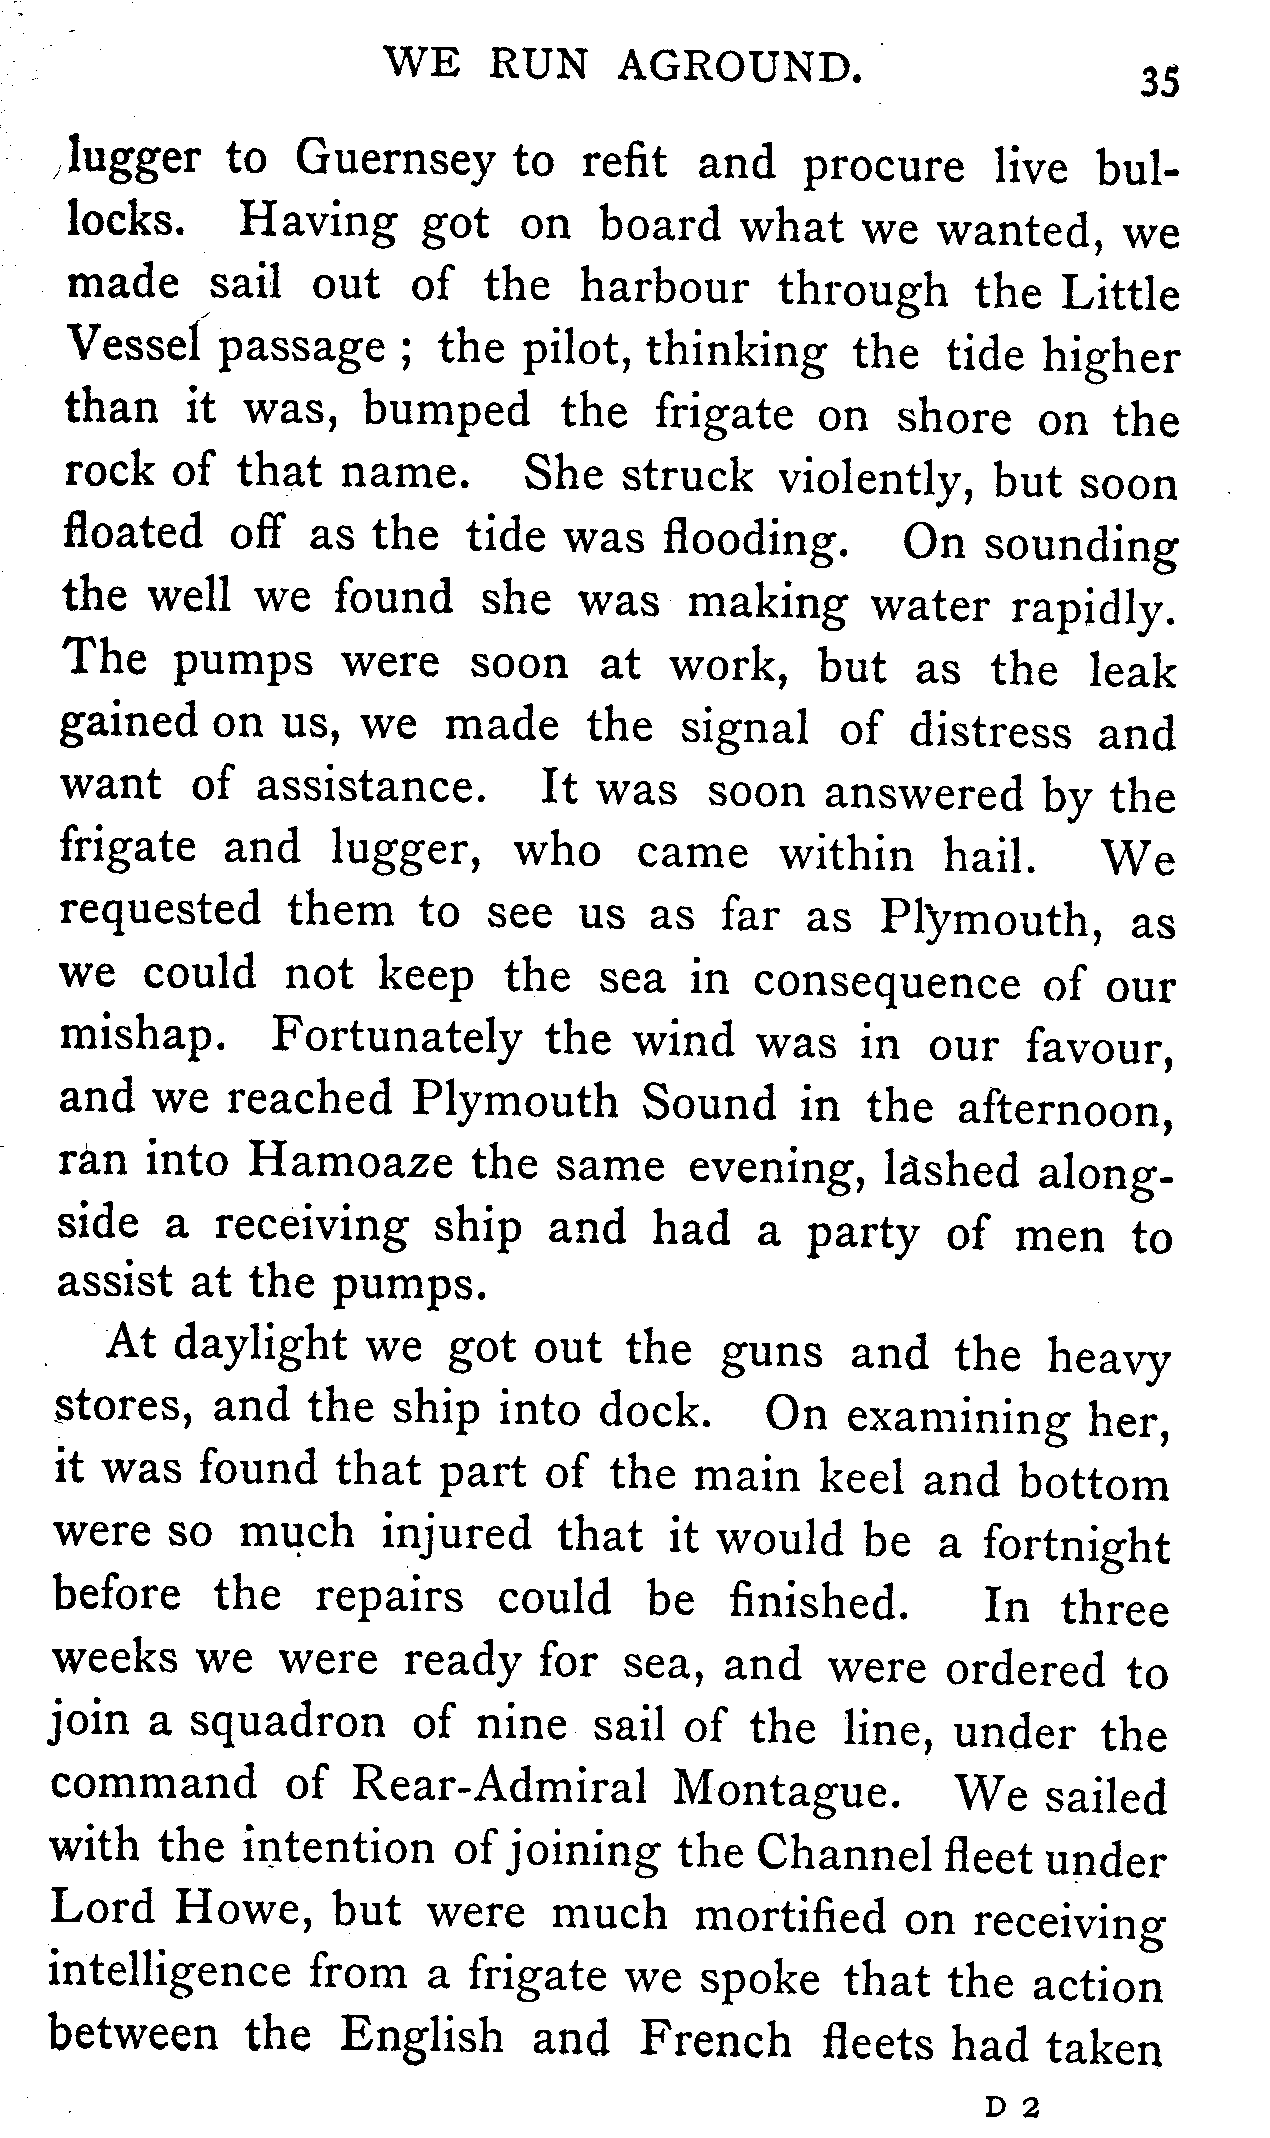 WE RUN AGROUND. 35
lugger to Guernsey to refit and procure live bul-
locks. Having got on board what we wanted, we
made sail out of the harbour through the Little
Vessel passage ; the pilot, thinking the tide higher
than it was, bumped the frigate on shore on the
rock of that name. She struck violently, but soon
floated off as the tide was flooding. On sounding
the well we found she was making water rapidly.
The pumps were soon at work, but as the leak
gained on us, we made the signal of distress and
want of assistance. It was soon answered by the
frigate and lugger, who came within hail. We
requested them to see us as far as Plymouth, as
we could not keep the sea in consequence of our
mishap. Fortunately the wind was in our favour,
and we reached Plymouth Sound in the afternoon,
ran into Hamoaze the same evening, lashed along-
side a receiving ship and had a party of men to
assist at the pumps.
At daylight we got out the guns and the heavy
stores, and the ship into dock. On examining her,
it was found that part of the main keel and bottom
were so much injured that it would be a fortnight
before the repairs could be finished. In three
weeks we were ready for sea, and were ordered to
join a squadron of nine sail of the line, under the
command of Rear-Admiral Montague. We sailed
with the intention of joining the Channel fleet under
Lord Howe, but were much mortified on receiving
intelligence from a frigate we spoke that the action
between the English and French fleets had taken
D 2